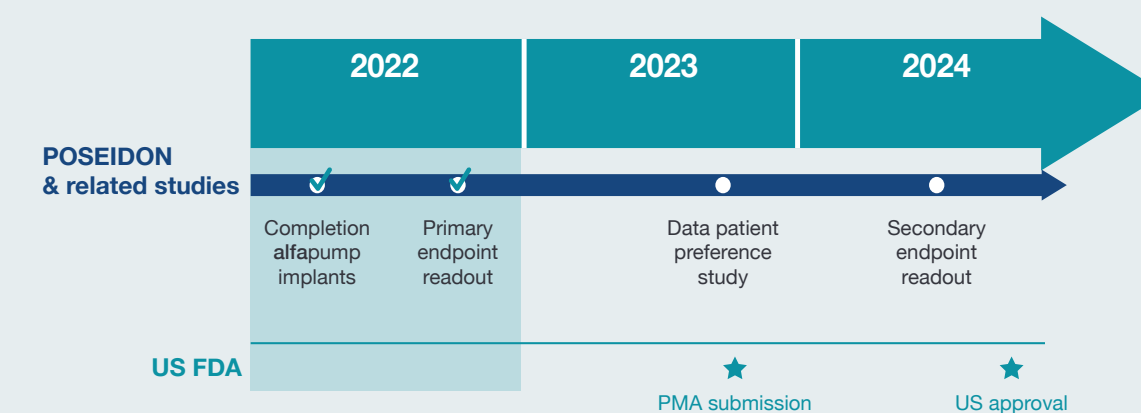 2022
2023
2024
POSEIDON
& related studies
Completion
alfapump
implants
Primary
endpoint
readout
Data patient
preference
study
Secondary
endpoint
readout
US FDA
PMA submission
US approval